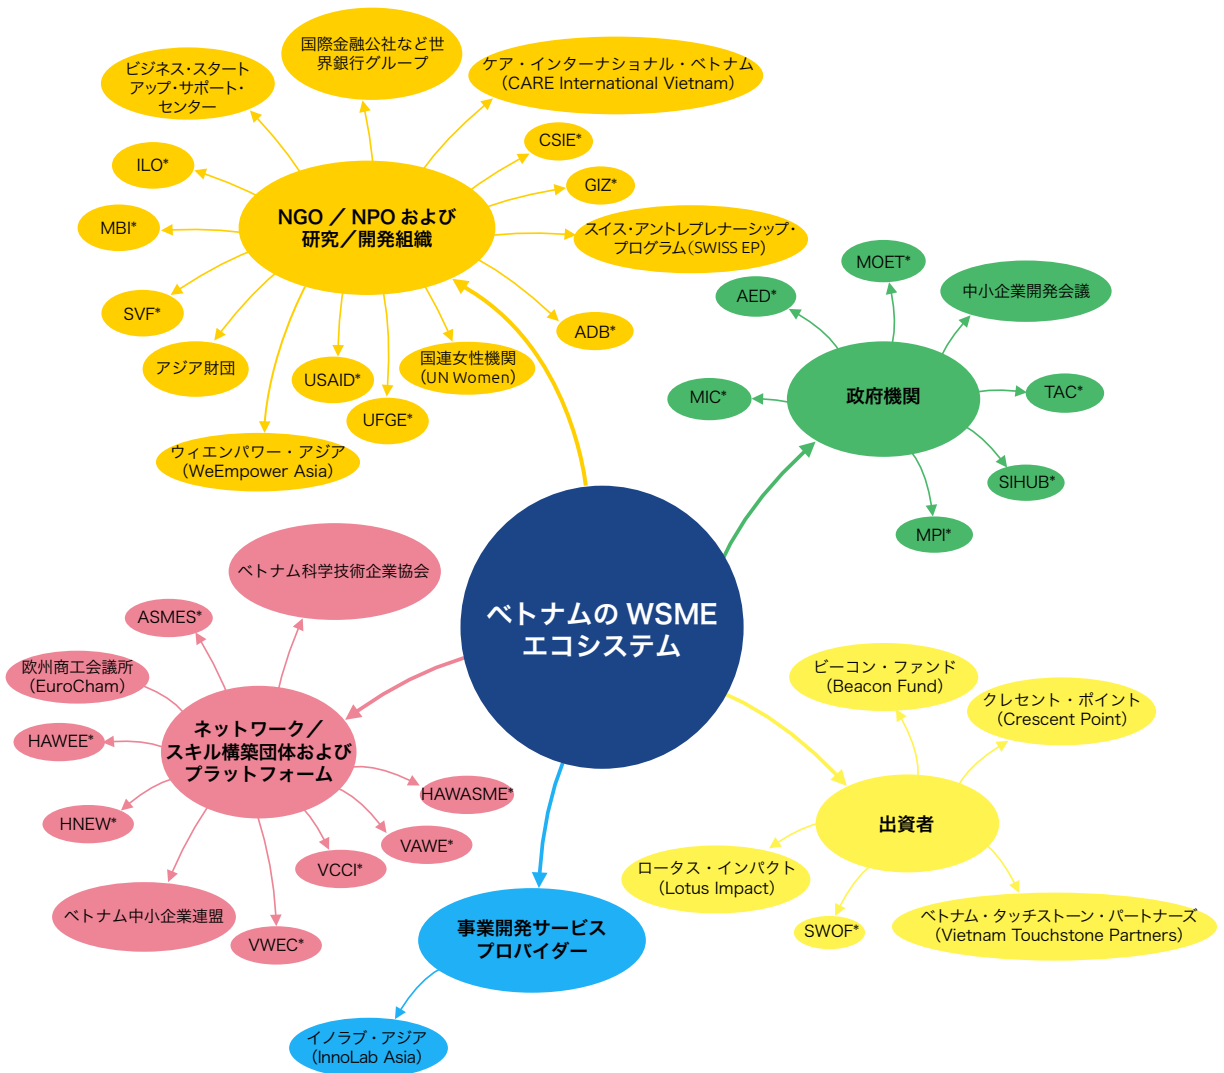 国際金融公社など世
界銀行グループ
ビジネス・スタート
アップ・サポート・
センター
ケア・インターナショナル・ベトナム
（CARE International Vietnam）
CSIE*
ILO*
GIZ*
MBI*
NGO ／ NPO および
研究／開発組織
スイス・アントレプレナーシップ・
プログラム（SWISS EP）
SVF*
ADB*
アジア財団
USAID*
国連女性機関
（UN Women）
UFGE*
ウィエンパワー・アジア
（WeEmpower Asia）
MOET*
AED*
中小企業開発会議
MIC*
政府機関
TAC*
SIHUB*
MPI*
ベトナムの WSME
エコシステム
ベトナム科学技術企業協会
ASMES*
欧州商工会議所
（EuroCham）
HAWEE*
ネットワーク／
スキル構築団体および
プラットフォーム
HAWASME*
HNEW*
VAWE*
VCCI*
ベトナム中小企業連盟
VWEC*
ビーコン・ファンド
（Beacon Fund）
クレセント・ポイント
（Crescent Point）
出資者
ロータス・インパクト
（Lotus Impact）
SWOF*
ベトナム・タッチストーン・パートナーズ
（Vietnam Touchstone Partners）
事業開発サービス
プロバイダー
イノラブ・アジア
（InnoLab Asia）